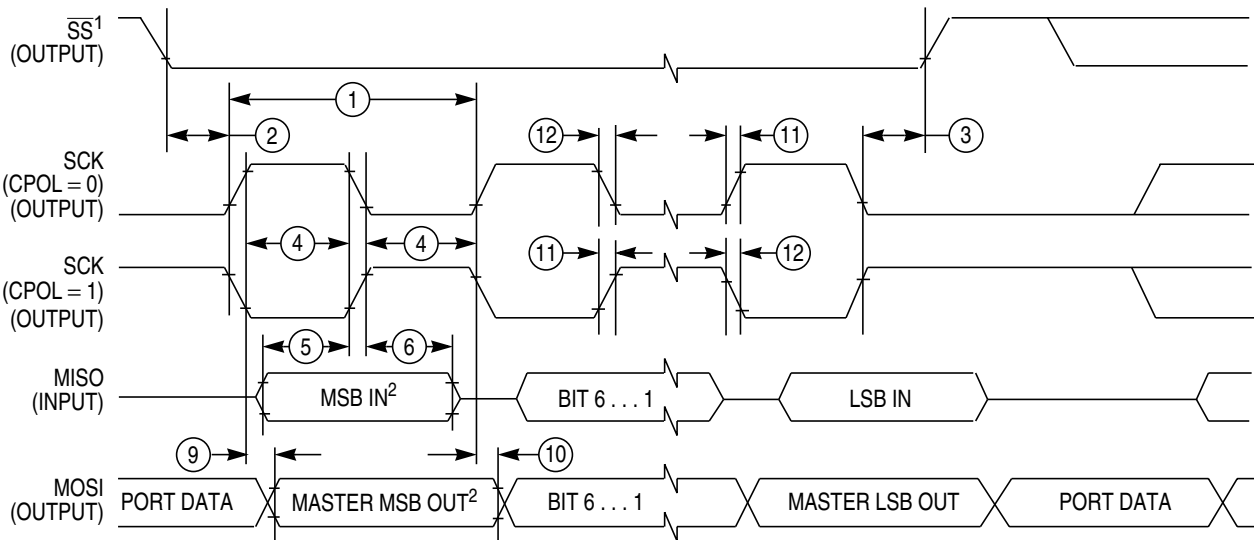 SS¹
(OUTPUT)
1
2
12
11
3
SCK
(CPOL = 0)
(OUTPUT)
4
4
SCK
(CPOL = 1)
(OUTPUT)
11
12
5
6
MISO
(INPUT)
MSB IN²
BIT 6 . . . 1
LSB IN
9
10
MOSI
(OUTPUT)
PORT DATA
MASTER MSB OUT²
BIT 6 . . . 1
MASTER LSB OUT
PORT DATA